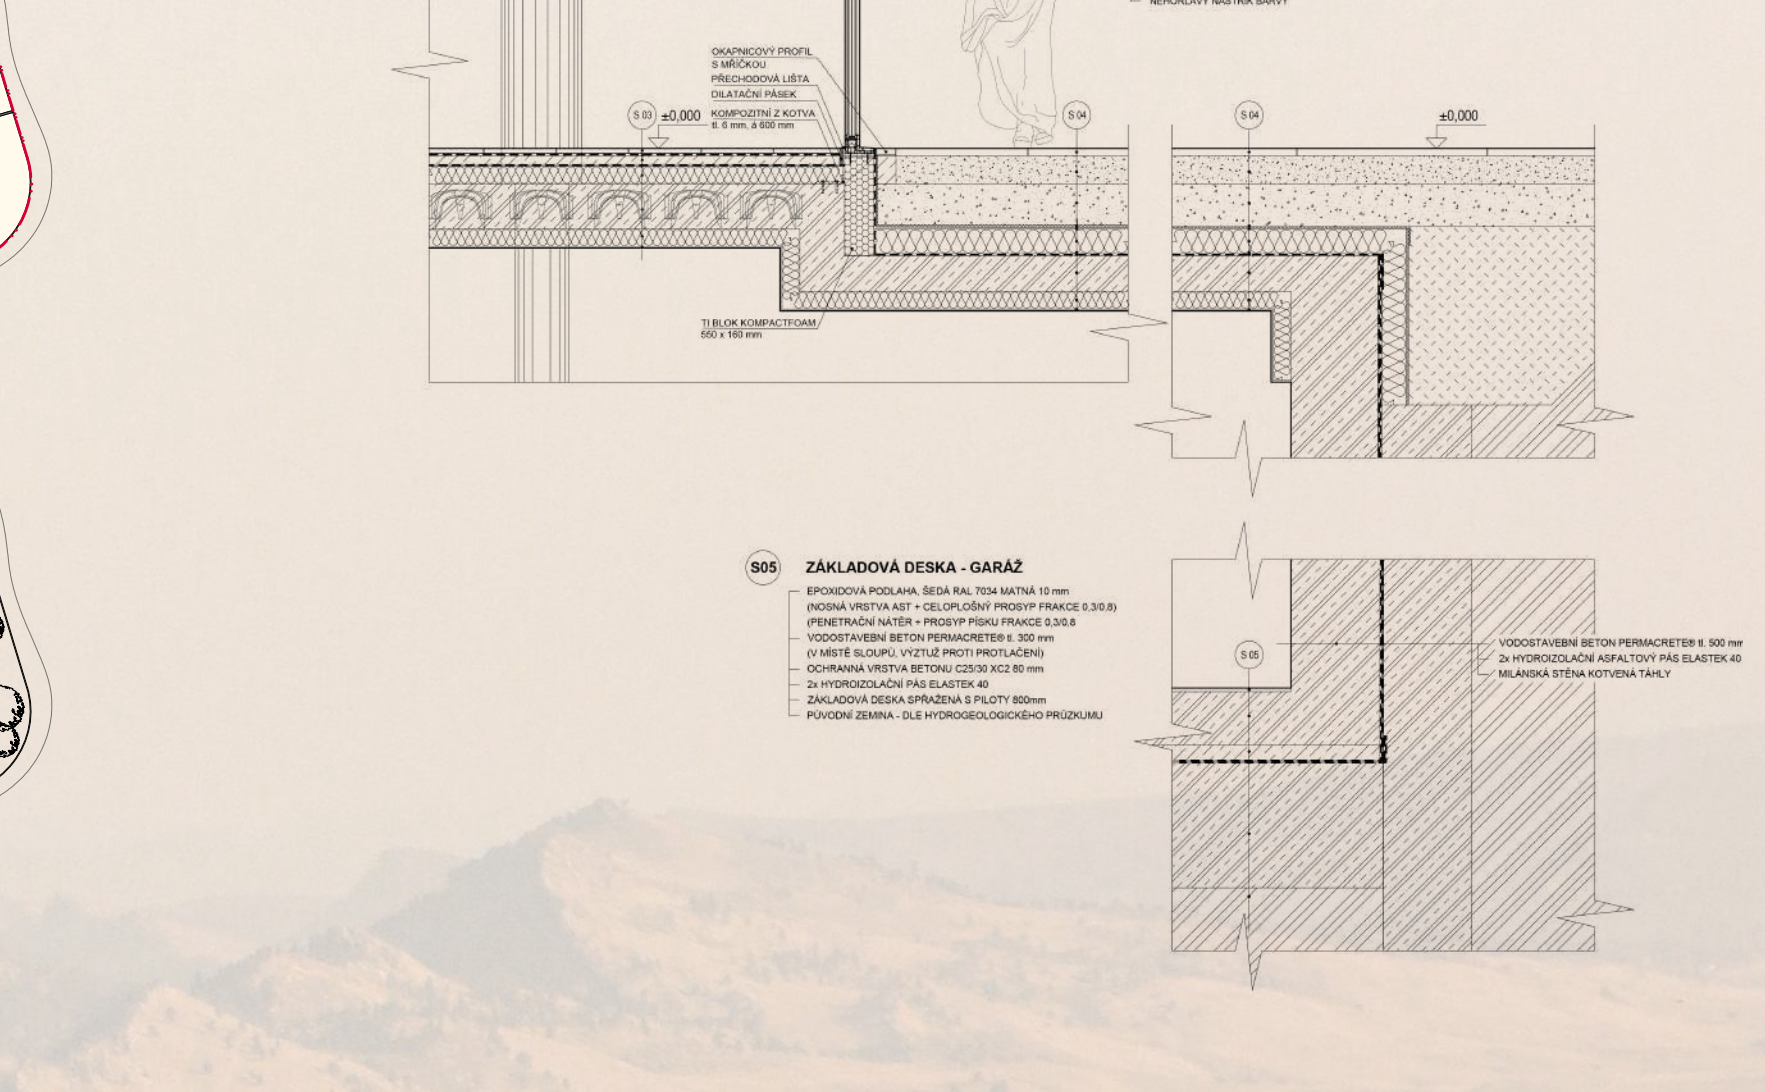 NEHOŘLAVÝ NÁSTŘIK BARVY
OKAPNICOVÝ PROFIL
S MŘÍČKOU
PŘECHODOVÁ LIŠTA
DILATAČNÍ PÁSEK
KOMPOZITNÍ Z KOTVA
tl. 6 mm, á 600 mm
S 03
±0,000
S 04
S 04
±0,000
TI BLOK KOMPACTFOAM
550 x 160 mm
S05
ZÁKLADOVÁ DESKA - GARÁŽ
EPOXIDOVÁ PODLAHA, ŠEDÁ RAL 7034 MATNÁ 10 mm
(NOSNÁ VRSTVA AST + CELOPLOŠNÝ PROSYP FRAKCE 0,3/0,8)
(PENETRAČNÍ NÁTĚR + PROSYP PÍSKU FRAKCE 0,3/0,8
VODOSTAVEBNÍ BETON PERMACRETE® tl. 300 mm
(V MÍSTĚ SLOUPŮ, VÝZTUŽ PROTI PROTLAČENÍ)
OCHRANNÁ VRSTVA BETONU C25/30 XC2 80 mm
2x HYDROIZOLAČNÍ PÁS ELASTEK 40
ZÁKLADOVÁ DESKA SPŘAŽENÁ S PILOTY 800mm
PŮVODNÍ ZEMINA - DLE HYDROGEOLOGICKÉHO PRŮZKUMU
S 05
VODOSTAVEBNÍ BETON PERMACRETE® tl. 500 mm
2x HYDROIZOLAČNÍ ASFALTOVÝ PÁS ELASTEK 40
MILÁNSKÁ STĚNA KOTVENÁ TÁHLY